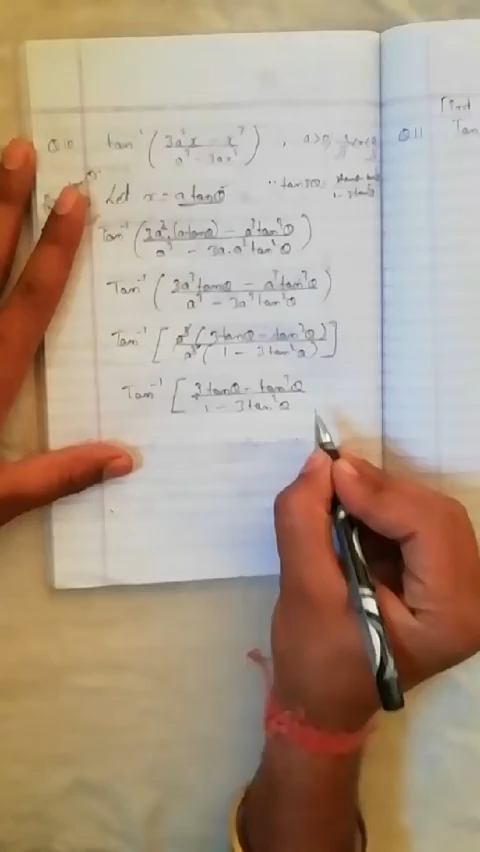 Q10 tan⁻¹ (3a²x - x³ / a³ - 3ax²), a>0;
Let x = a tanθ ∵ tan3θ =
Tan⁻¹ (3a².(a tanθ) - a³tan³θ / a³ - 3a.a²tan²θ)
Tan⁻¹ (3a³tanθ - a³tan³θ / a³ - 3a³tan²θ)
Tan⁻¹ [a³(3tanθ - tan³θ) / a³(1 - 3tan²θ)]
Tan⁻¹ [3tanθ - tan³θ / 1 - 3tan²θ
Q11
Find
Tan